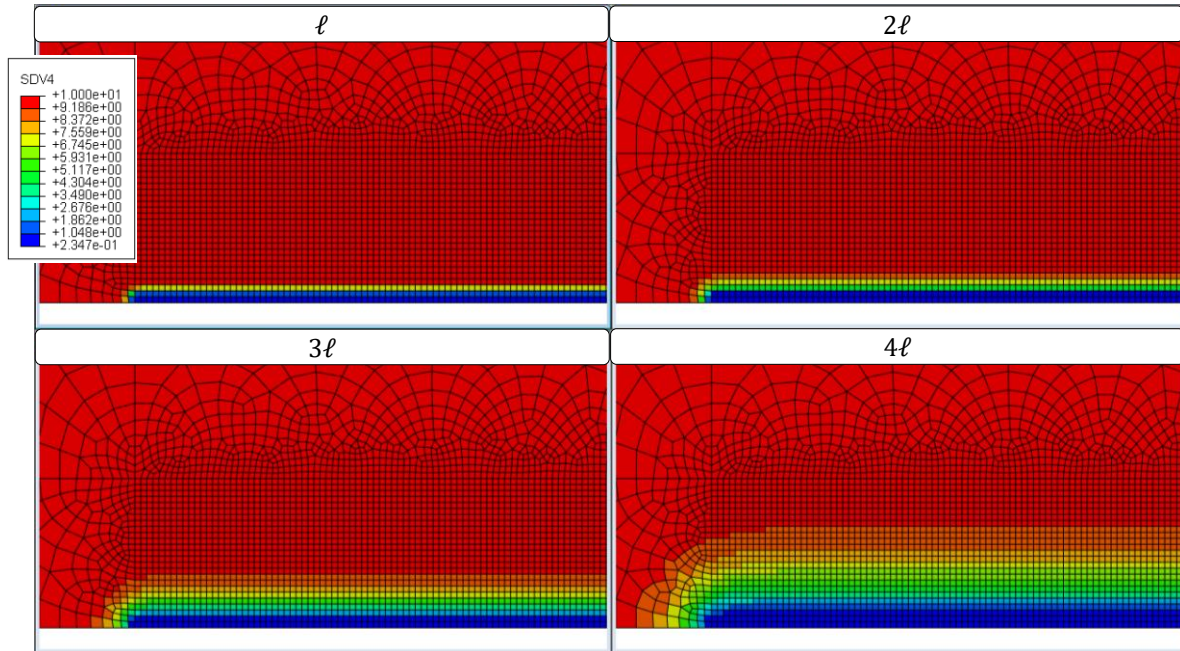 ℓ
2ℓ
SDV4
+1.000e+01
+9.186e+00
+8.372e+00
+7.559e+00
+6.745e+00
+5.931e+00
+5.117e+00
+4.304e+00
+3.490e+00
+2.676e+00
+1.862e+00
+1.048e+00
+2.347e-01
3ℓ
4ℓ